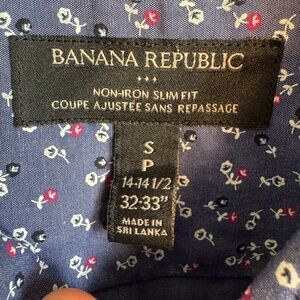 BANANA REPUBLIC
NON-IRON SLIM FIT
COUPE AJUSTÉE SANS REPASSAGE
S
P
14-14 1/2
32-33"
MADE IN
SRI LANKA